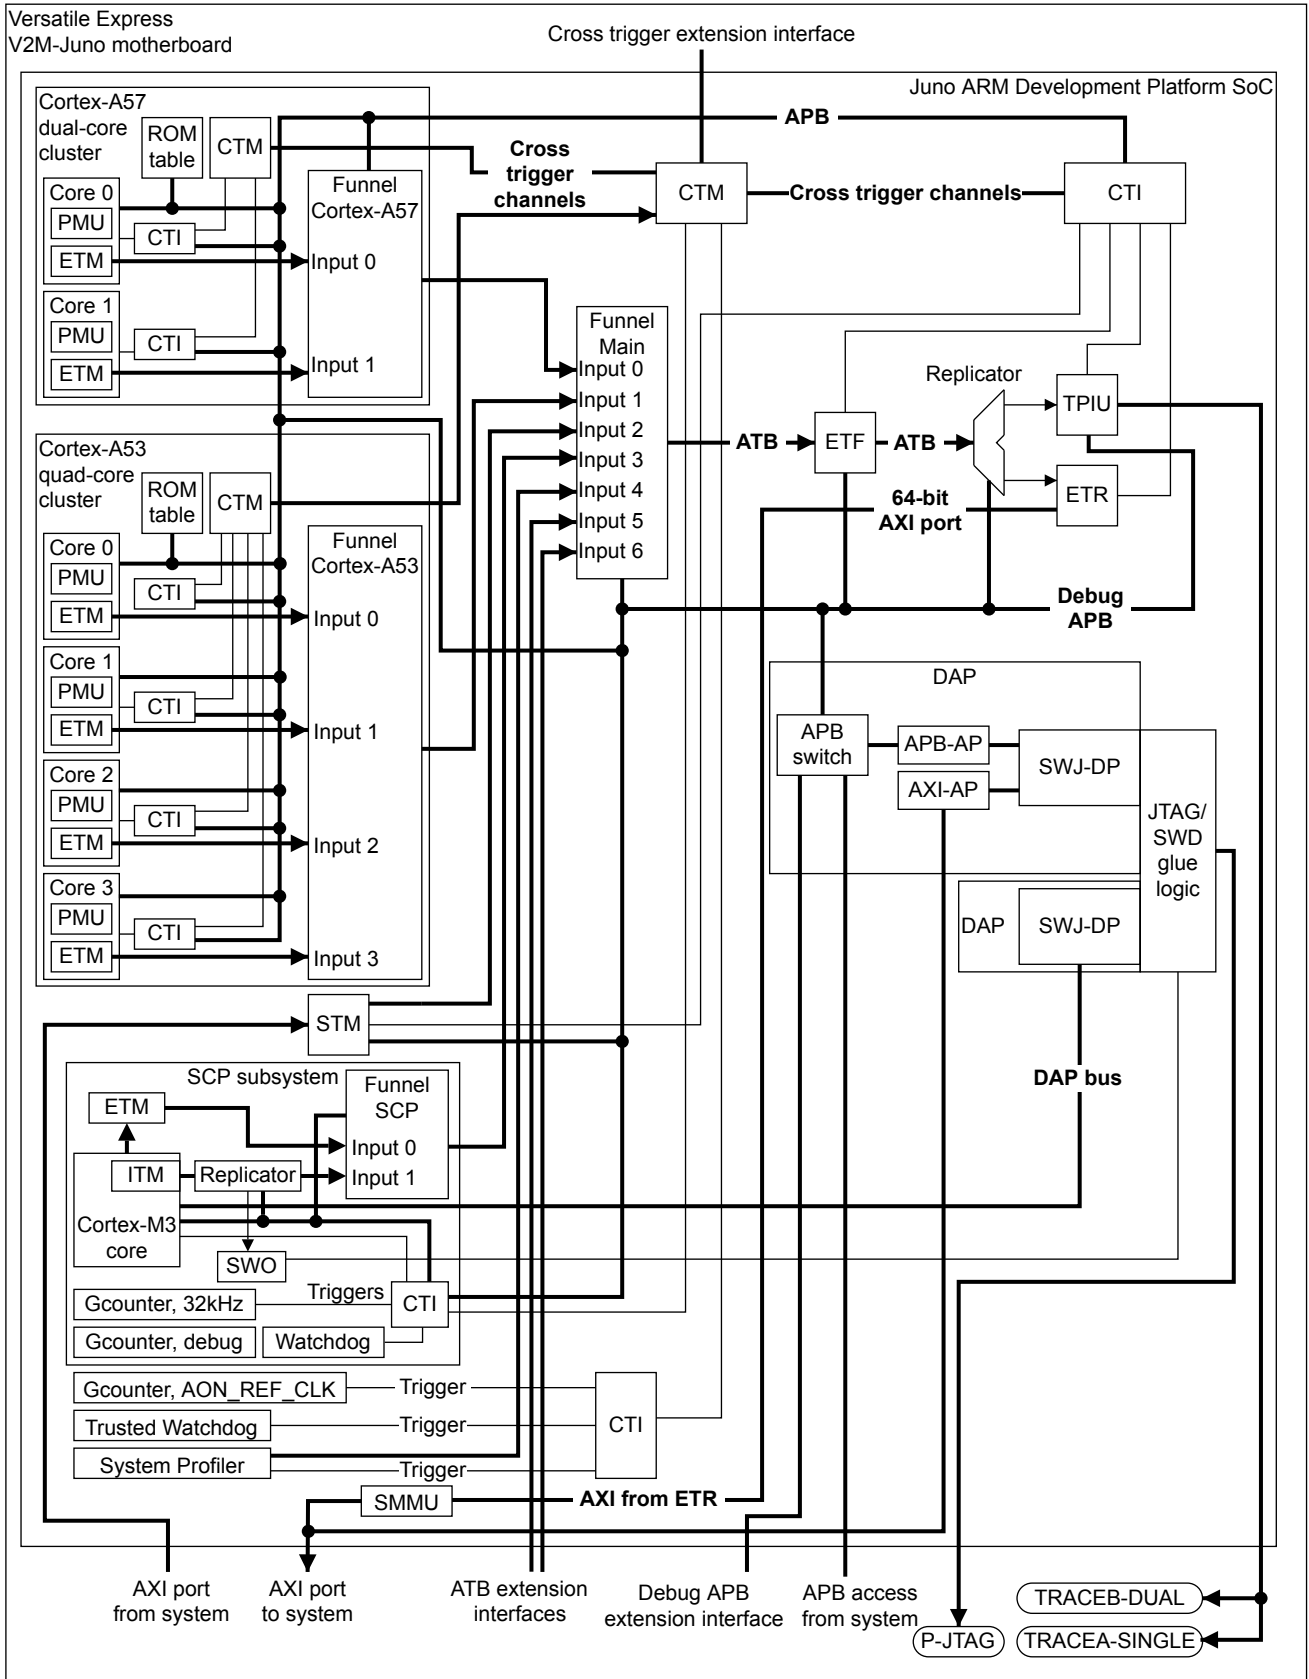 Versatile Express
V2M-Juno motherboard
Cross trigger extension interface
Juno ARM Development Platform SoC
Cortex-A57
dual-core
cluster
ROM
table
CTM
APB
Cross
trigger
channels
CTM
Cross trigger channels
CTI
Core 0
PMU
ETM
CTI
Funnel
Cortex-A57
Input 0
Core 1
PMU
ETM
CTI
Input 1
Funnel
Main
Input 0
Input 1
Input 2
Input 3
Input 4
Input 5
Input 6
Replicator
TPIU
ATB
ETF
ATB
ETR
64-bit
AXI port
Debug
APB
Cortex-A53
quad-core
cluster
ROM
table
CTM
Funnel
Cortex-A53
Core 0
PMU
ETM
CTI
Input 0
Core 1
PMU
ETM
CTI
Input 1
Core 2
PMU
ETM
CTI
Input 2
Core 3
PMU
ETM
CTI
Input 3
DAP
APB
switch
APB-AP
AXI-AP
SWJ-DP
JTAG/
SWD
glue
logic
DAP
SWJ-DP
STM
DAP bus
SCP subsystem
Funnel
SCP
Input 0
Input 1
ETM
ITM
Replicator
Cortex-M3
core
SWO
Triggers
CTI
Gcounter, 32kHz
Gcounter, debug
Watchdog
Gcounter, AON_REF_CLK
Trigger
Trusted Watchdog
Trigger
CTI
System Profiler
Trigger
SMMU
AXI from ETR
AXI port
from system
AXI port
to system
ATB extension
interfaces
Debug APB
extension interface
APB access
from system
P-JTAG
TRACEB-DUAL
TRACEA-SINGLE